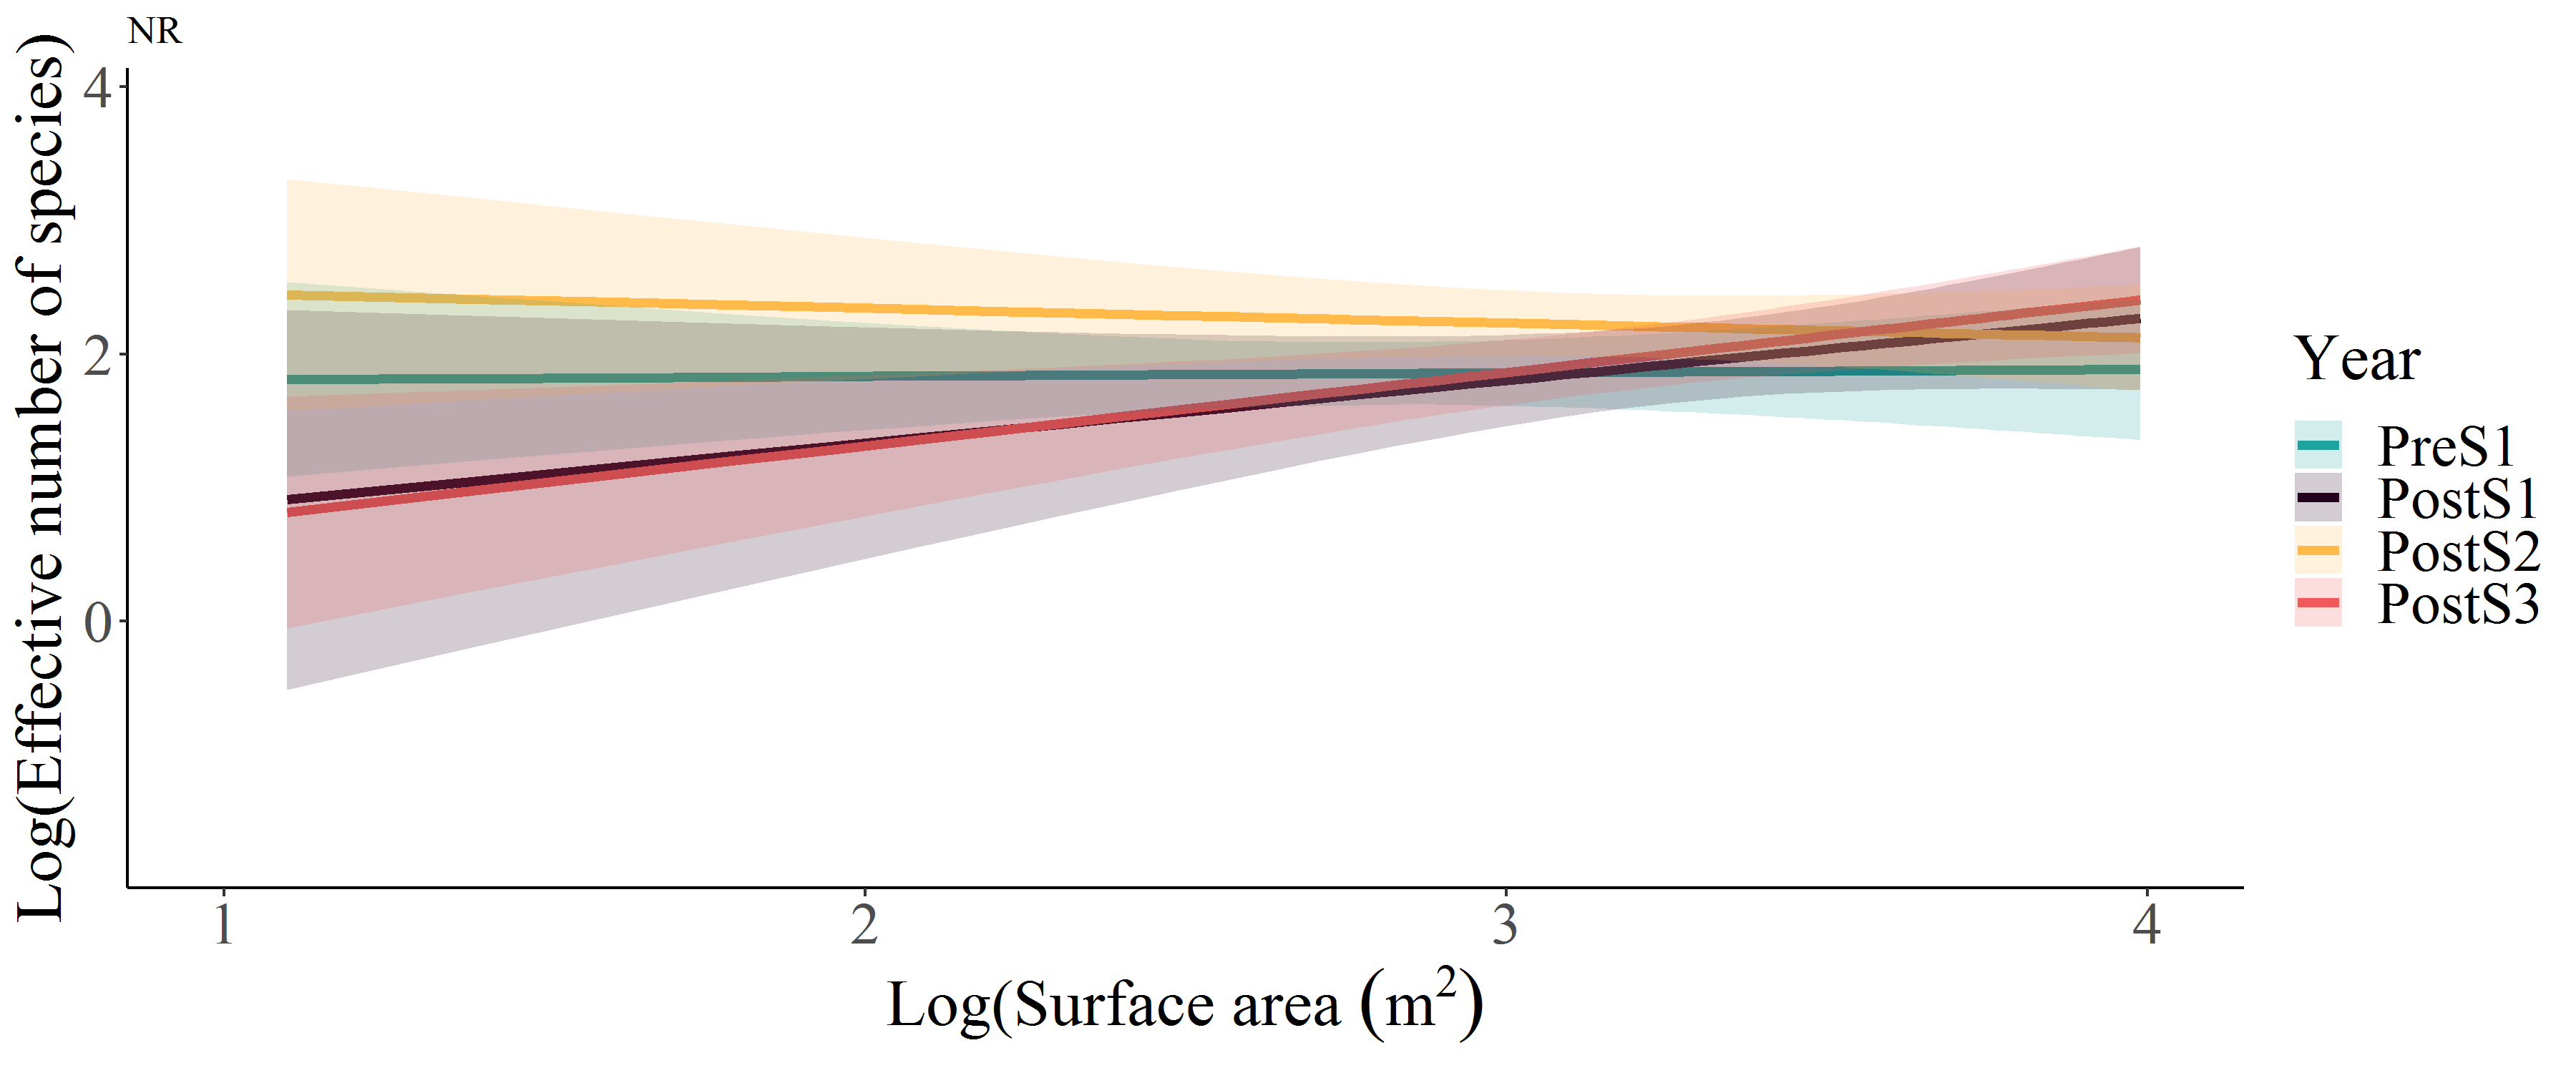 NR
Log(Effective number of species)
4
2
0
1 2 3 4
Log(Surface area (m²)
Year
PreS1
PostS1
PostS2
PostS3